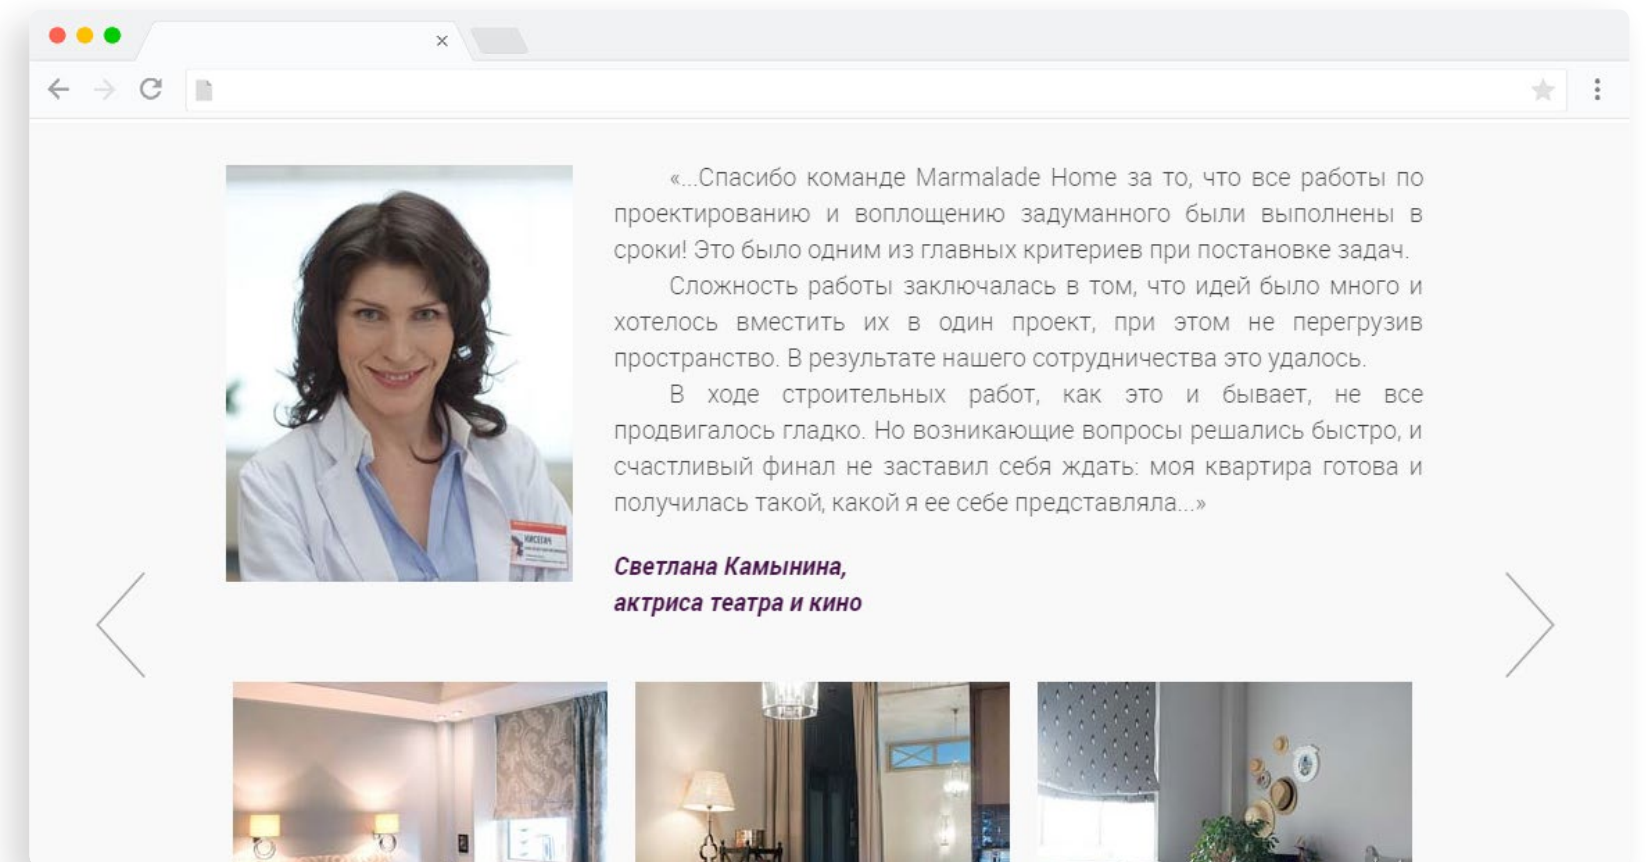 «...Спасибо команде Marmalade Home за то, что все работы по
проектированию и воплощению задуманного были выполнены в
сроки! Это было одним из главных критериев при постановке задач.
Сложность работы заключалась в том, что идей было много и
хотелось вместить их в один проект, при этом не перегрузив
пространство. В результате нашего сотрудничества это удалось.
В ходе строительных работ, как это и бывает, не все
продвигалось гладко. Но возникающие вопросы решались быстро, и
счастливый финал не заставил себя ждать: моя квартира готова и
получилась такой, какой я ее себе представляла...»
Светлана Камынина,
актриса театра и кино
КИСЕГАЧ